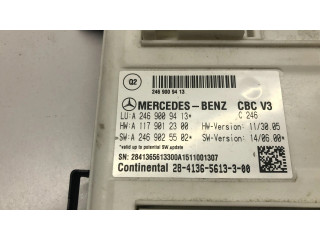 Q2
246 900 94 13
MERCEDES-BENZ CBC V3
LU: A 246 900 94 13* C 246
HW: A 117 901 23 00 HW-Version: 11/30.05
SW: A 246 902 55 02* SW-Version: 14/06.00*
*valid up to potential SW update
SN: 2841365613300A1511001307
Continental 28-4136-5613-3-00